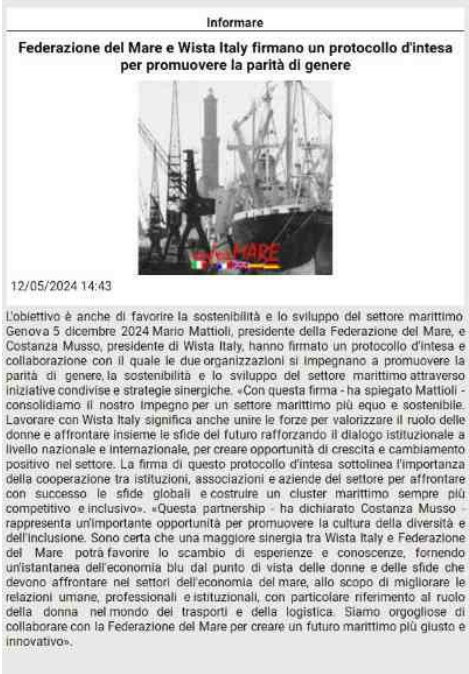 Informare
Federazione del Mare e Wista Italy firmano un protocollo d'intesa
per promuovere la parità di genere
12/05/2024 14:43
L'obiettivo è anche di favorire la sostenibilità e lo sviluppo del settore marittimo
Genova 5 dicembre 2024 Mario Mattioli, presidente della Federazione del Mare, e
Costanza Musso, presidente di Wista Italy, hanno firmato un protocollo d'intesa e
collaborazione con il quale le due organizzazioni si impegnano a promuovere la
parità di genere, la sostenibilità e lo sviluppo del settore marittimo attraverso
iniziative condivise e strategie sinergiche. «Con questa firma - ha spiegato Mattioli -
consolidiamo il nostro impegno per un settore marittimo più equo e sostenibile.
Lavorare con Wista Italy significa anche unire le forze per valorizzare il ruolo delle
donne e affrontare insieme le sfide del futuro rafforzando il dialogo istituzionale a
livello nazionale e internazionale, per creare opportunità di crescita e cambiamento
positivo nel settore. La firma di questo protocollo d'intesa sottolinea l'importanza
della cooperazione tra istituzioni, associazioni e aziende del settore per affrontare
con successo le sfide globali e costruire un cluster marittimo sempre più
competitivo e inclusivo». «Questa partnership - ha dichiarato Costanza Musso -
rappresenta un'importante opportunità per promuovere la cultura della diversità e
dell'inclusione. Sono certa che una maggiore sinergia tra Wista Italy e Federazione
del Mare potrà favorire lo scambio di esperienze e conoscenze, fornendo
un'istantanea dell'economia blu dal punto di vista delle donne e delle sfide che
devono affrontare nei settori dell'economia del mare, allo scopo di migliorare le
relazioni umane, professionali e istituzionali, con particolare riferimento al ruolo
della donna nel mondo dei trasporti e della logistica. Siamo orgogliose di
collaborare con la Federazione del Mare per creare un futuro marittimo più giusto e
innovativo».